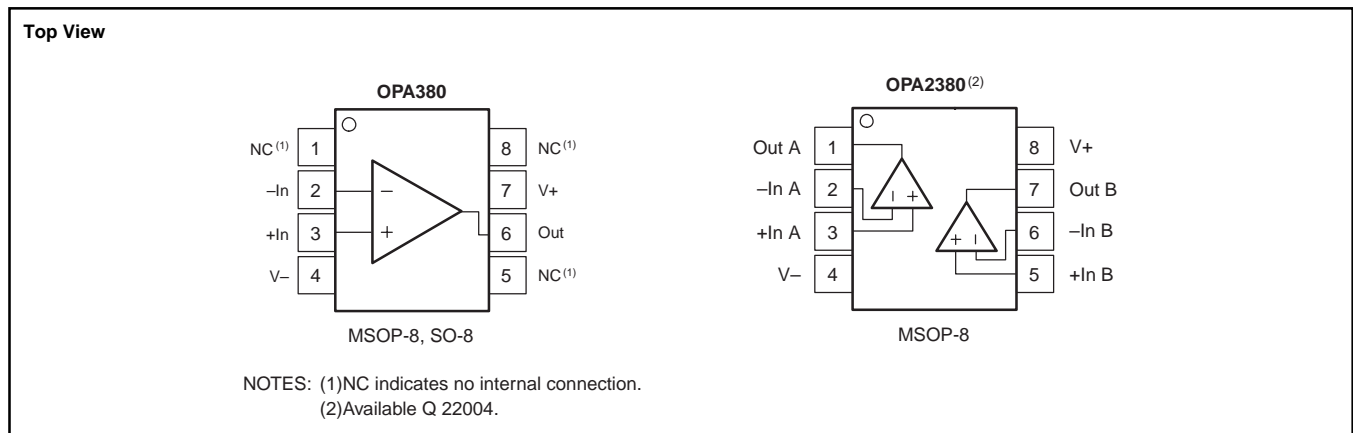 Top View
OPA380
NC (1) 1
–In 2
+In 3
V– 4
8 NC (1)
7 V+
6 Out
5 NC (1)
– +
MSOP-8, SO-8
OPA2380 (2)
Out A 1
–In A 2
+In A 3
V– 4
8 V+
7 Out B
6 –In B
5 +In B
– +
+ –
MSOP-8
NOTES: (1)NC indicates no internal connection.
(2)Available Q 22004.